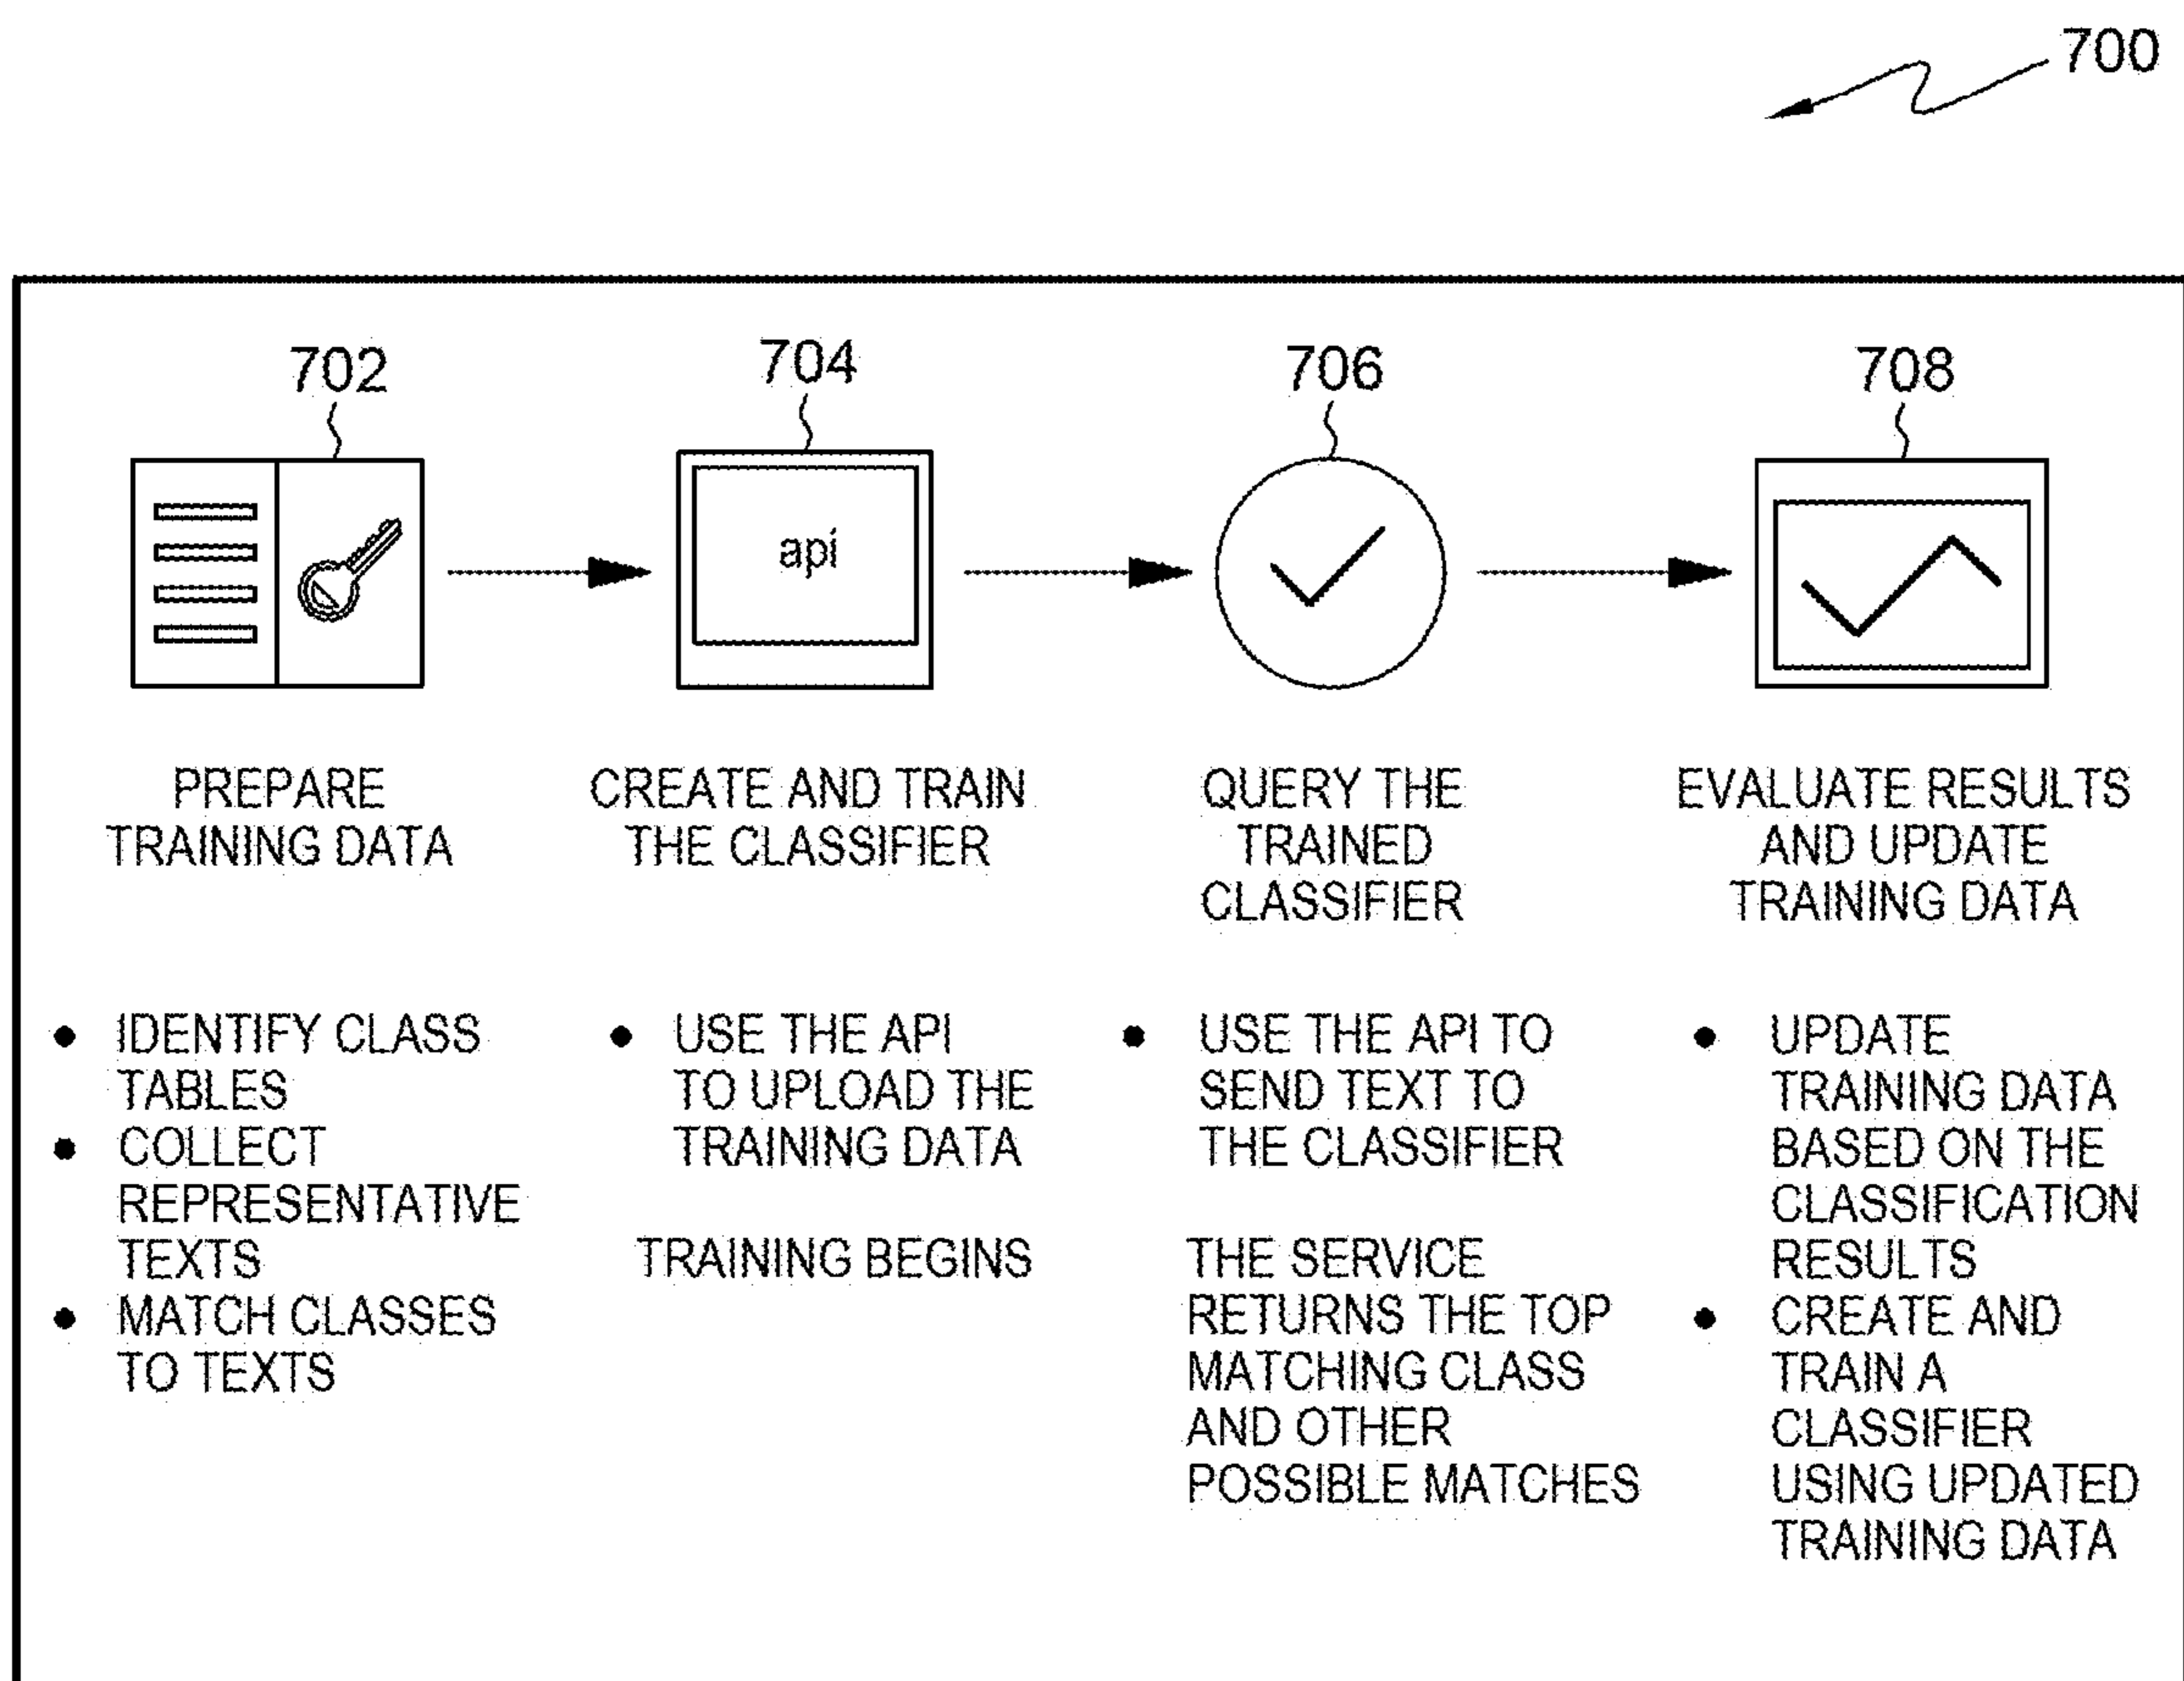 700
702
704
706
708
api
PREPARE
TRAINING DATA
CREATE AND TRAIN
THE CLASSIFIER
QUERY THE
TRAINED
CLASSIFIER
EVALUATE RESULTS
AND UPDATE
TRAINING DATA
• IDENTIFY CLASS
TABLES
• COLLECT
REPRESENTATIVE
TEXTS
• MATCH CLASSES
TO TEXTS
• USE THE API
TO UPLOAD THE
TRAINING DATA
TRAINING BEGINS
• USE THE API TO
SEND TEXT TO
THE CLASSIFIER
THE SERVICE
RETURNS THE TOP
MATCHING CLASS
AND OTHER
POSSIBLE MATCHES
• UPDATE
TRAINING DATA
BASED ON THE
CLASSIFICATION
RESULTS
• CREATE AND
TRAIN A
CLASSIFIER
USING UPDATED
TRAINING DATA